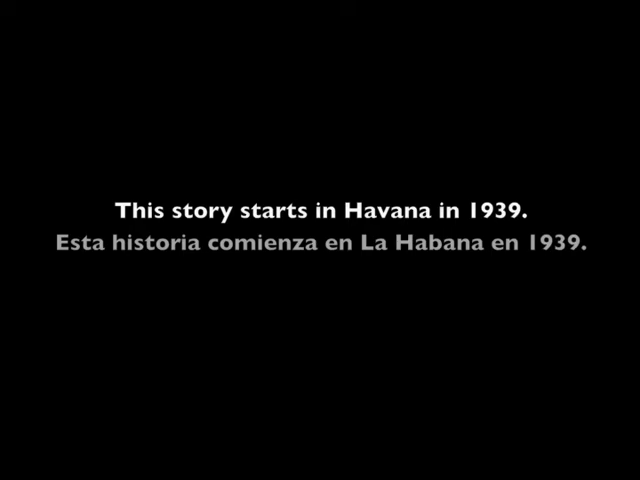 This story starts in Havana in 1939.
Esta historia comienza en La Habana en 1939.